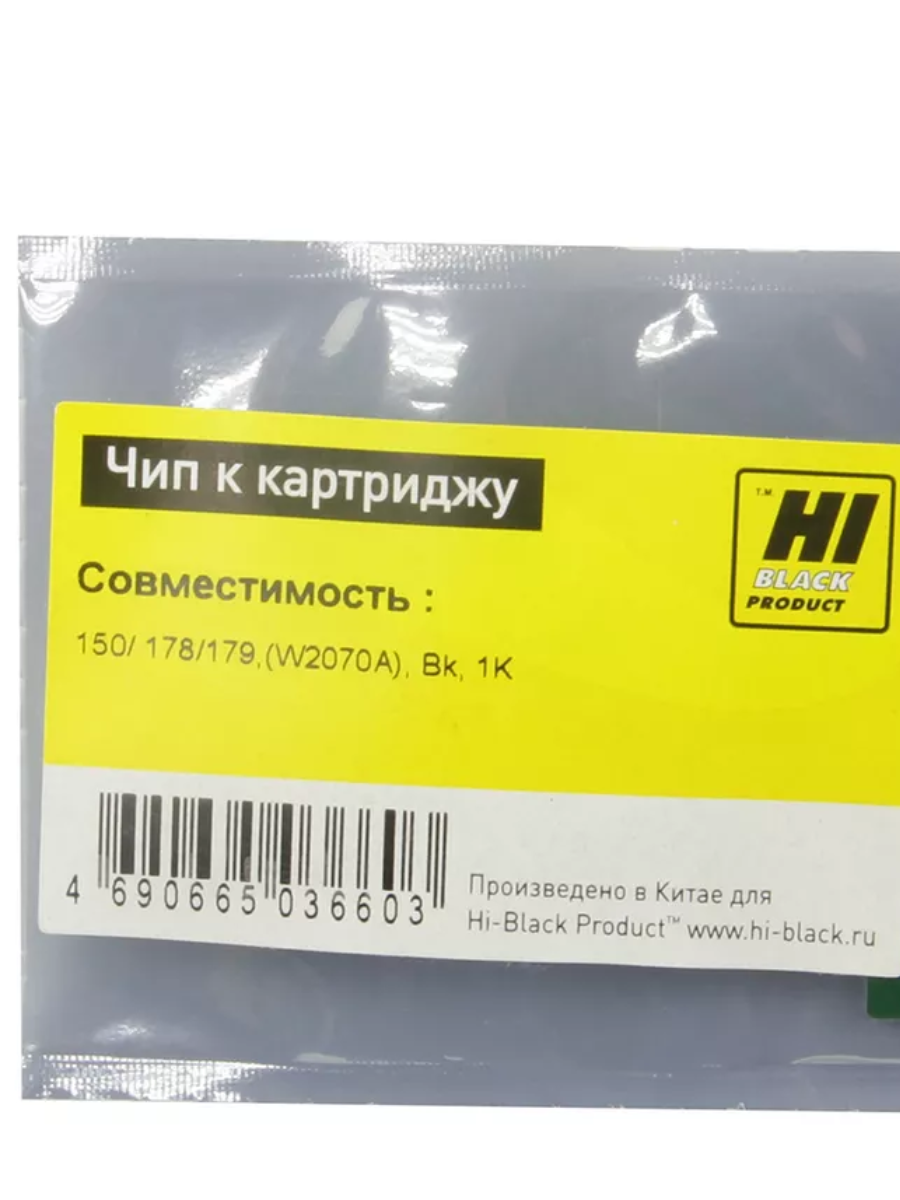 Чип к картриджу
T.M.
HI
BLACK
PRODUCT
Совместимость :
150/ 178/179,(W2070A), Bk, 1K
4 690665 036603
Произведено в Китае для
Hi-Black Product™ www.hi-black.ru